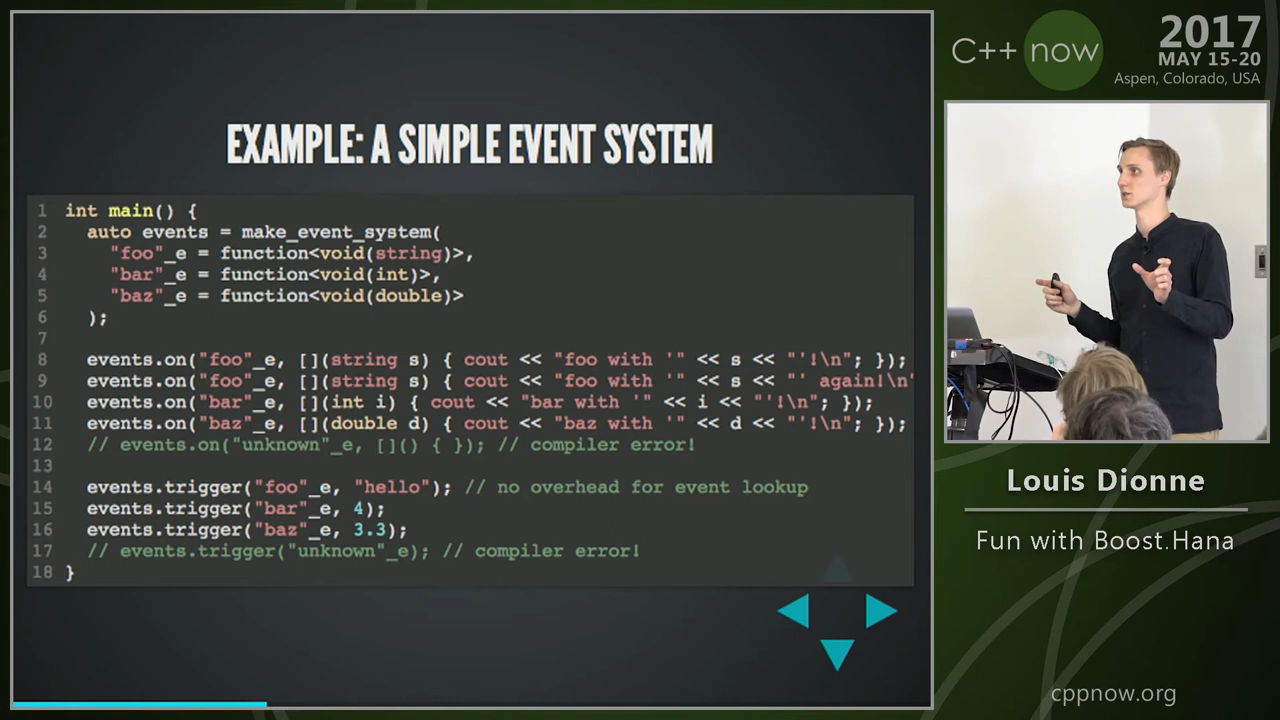 EXAMPLE: A SIMPLE EVENT SYSTEM
1 int main() {
2 auto events = make_event_system(
3 "foo"_e = function<void(string)>,
4 "bar"_e = function<void(int)>,
5 "baz"_e = function<void(double)>
6 );
7
8 events.on("foo"_e, [](string s) { cout << "foo with '" << s << "'!\n"; });
9 events.on("foo"_e, [](string s) { cout << "foo with '" << s << "' again!\n"
10 events.on("bar"_e, [](int i) { cout << "bar with '" << i << "'!\n"; });
11 events.on("baz"_e, [](double d) { cout << "baz with '" << d << "'!\n"; });
12 // events.on("unknown"_e, []() { }); // compiler error!
13
14 events.trigger("foo"_e, "hello"); // no overhead for event lookup
15 events.trigger("bar"_e, 4);
16 events.trigger("baz"_e, 3.3);
17 // events.trigger("unknown"_e); // compiler error!
18 }
C++ now
2017
MAY 15-20
Aspen, Colorado, USA
Louis Dionne
Fun with Boost.Hana
cppnow.org